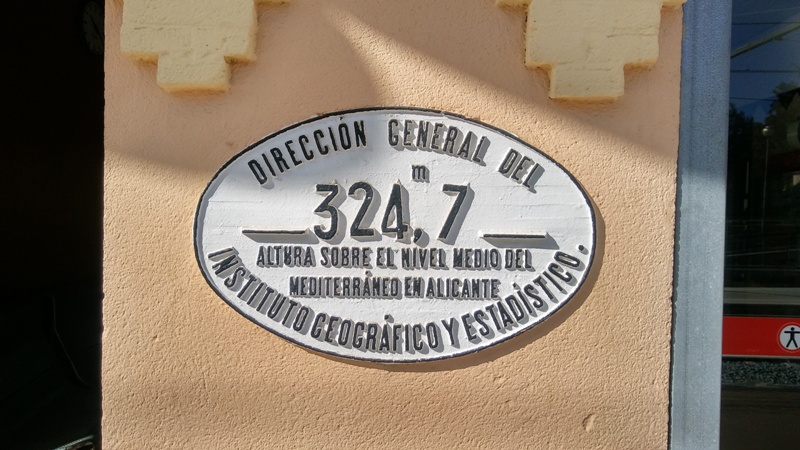 DIRECCIÓN GENERAL DEL
m
324,7
ALTURA SOBRE EL NIVEL MEDIO DEL
MEDITERRÁNEO EN ALICANTE
INSTITUTO GEOGRÁFICO Y ESTADÍSTICO.